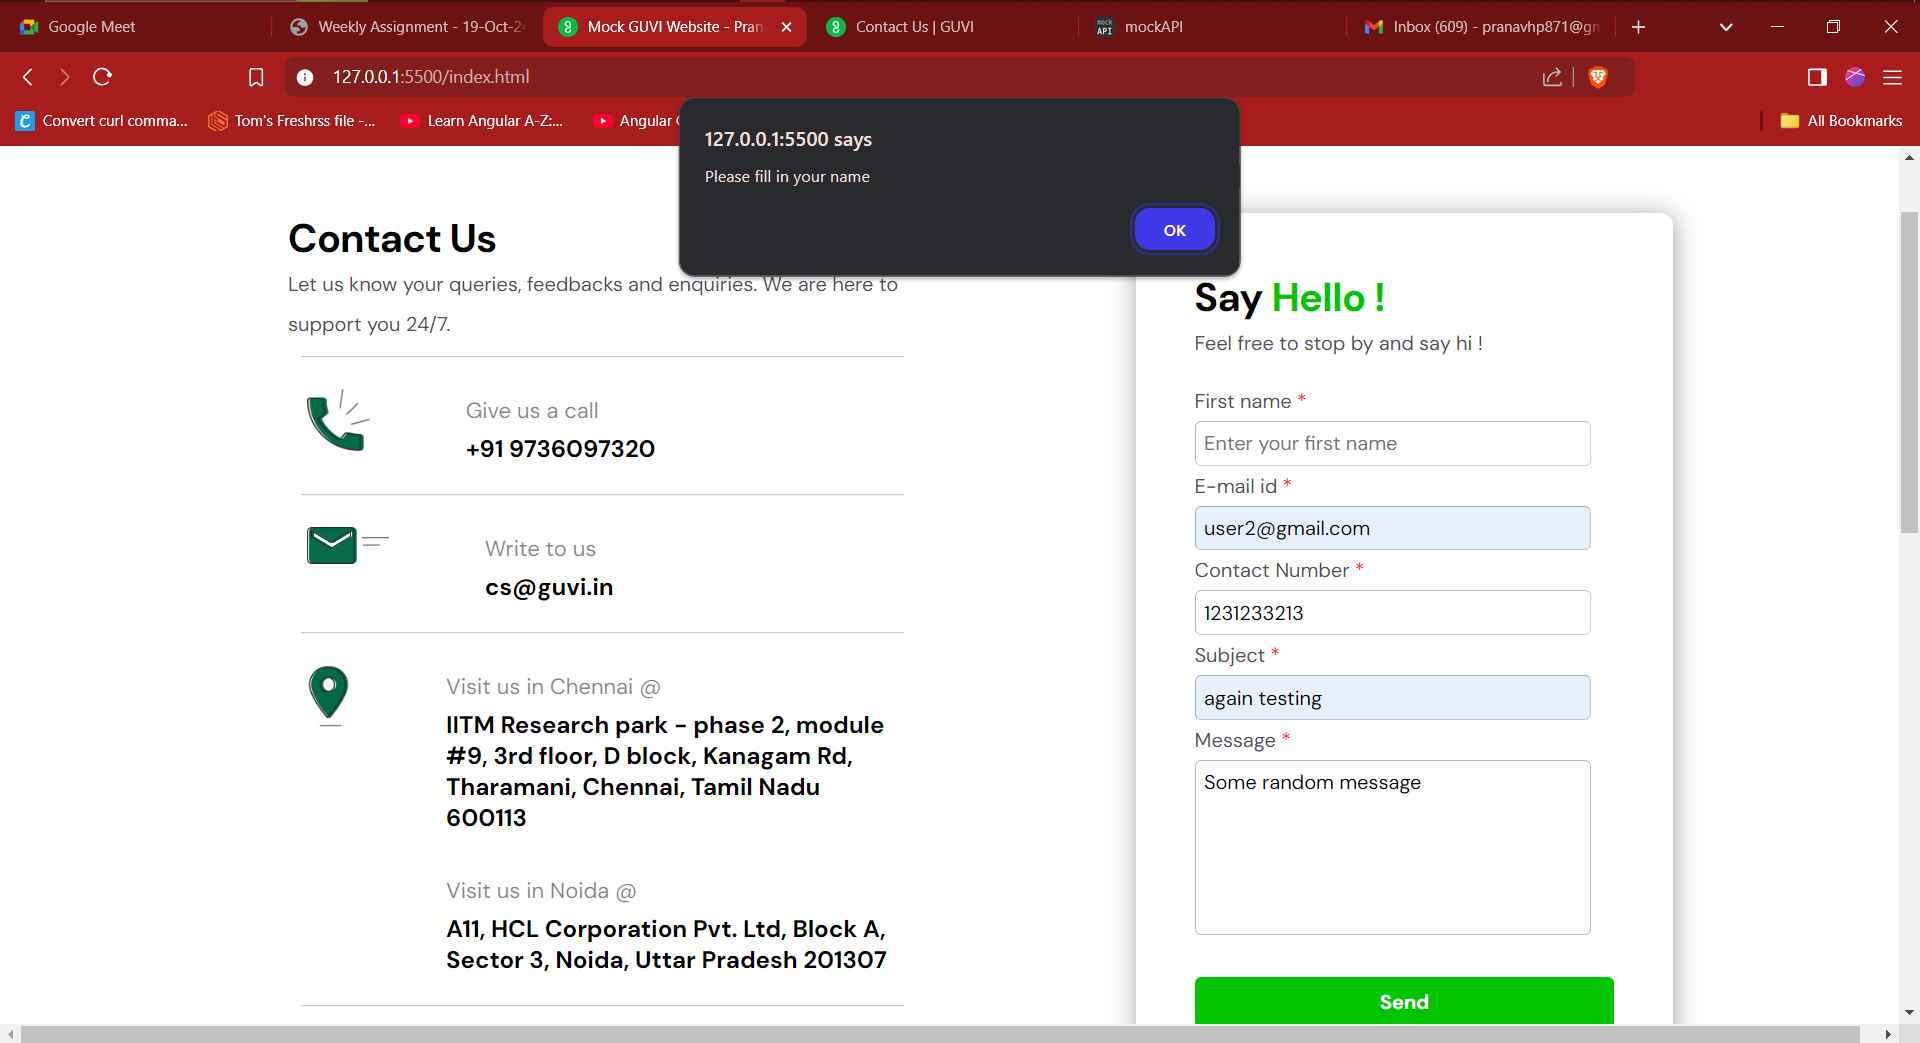 Google Meet
Weekly Assignment - 19-Oct-24
Mock GUVI Website - Pran
Contact Us | GUVI
mock
API
mockAPI
Inbox (609) - pranavhp871@gm
127.0.0.1:5500/index.html
Convert curl comma...
Tom's Freshrss file -...
Learn Angular A-Z:...
Angular
All Bookmarks
127.0.0.1:5500 says
Please fill in your name
OK
Contact Us
Let us know your queries, feedbacks and enquiries. We are here to
support you 24/7.
Give us a call
+91 9736097320
Write to us
cs@guvi.in
Visit us in Chennai @
IITM Research park - phase 2, module
#9, 3rd floor, D block, Kanagam Rd,
Tharamani, Chennai, Tamil Nadu
600113
Visit us in Noida @
A11, HCL Corporation Pvt. Ltd, Block A,
Sector 3, Noida, Uttar Pradesh 201307
Say Hello !
Feel free to stop by and say hi !
First name *
Enter your first name
E-mail id *
user2@gmail.com
Contact Number *
1231233213
Subject *
again testing
Message *
Some random message
Send